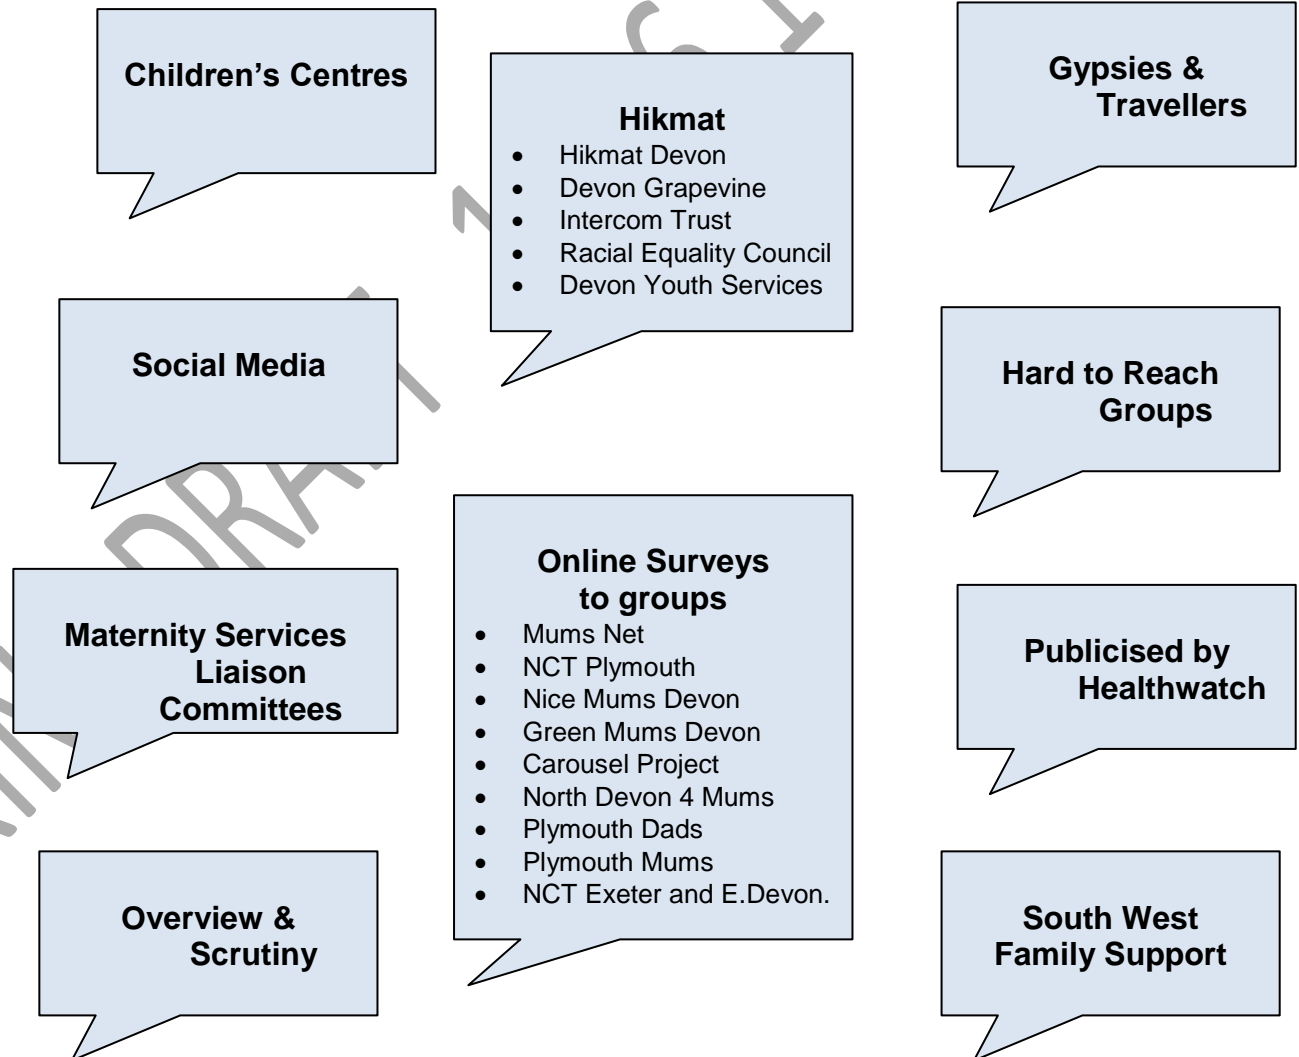 Children's Centres
Hikmat
• Hikmat Devon
• Devon Grapevine
• Intercom Trust
• Racial Equality Council
• Devon Youth Services
Gypsies &
Travellers
Social Media
Hard to Reach
Groups
Maternity Services
Liaison
Committees
Online Surveys
to groups
• Mums Net
• NCT Plymouth
• Nice Mums Devon
• Green Mums Devon
• Carousel Project
• North Devon 4 Mums
• Plymouth Dads
• Plymouth Mums
• NCT Exeter and E.Devon.
Publicised by
Healthwatch
Overview &
Scrutiny
South West
Family Support
DRAFT